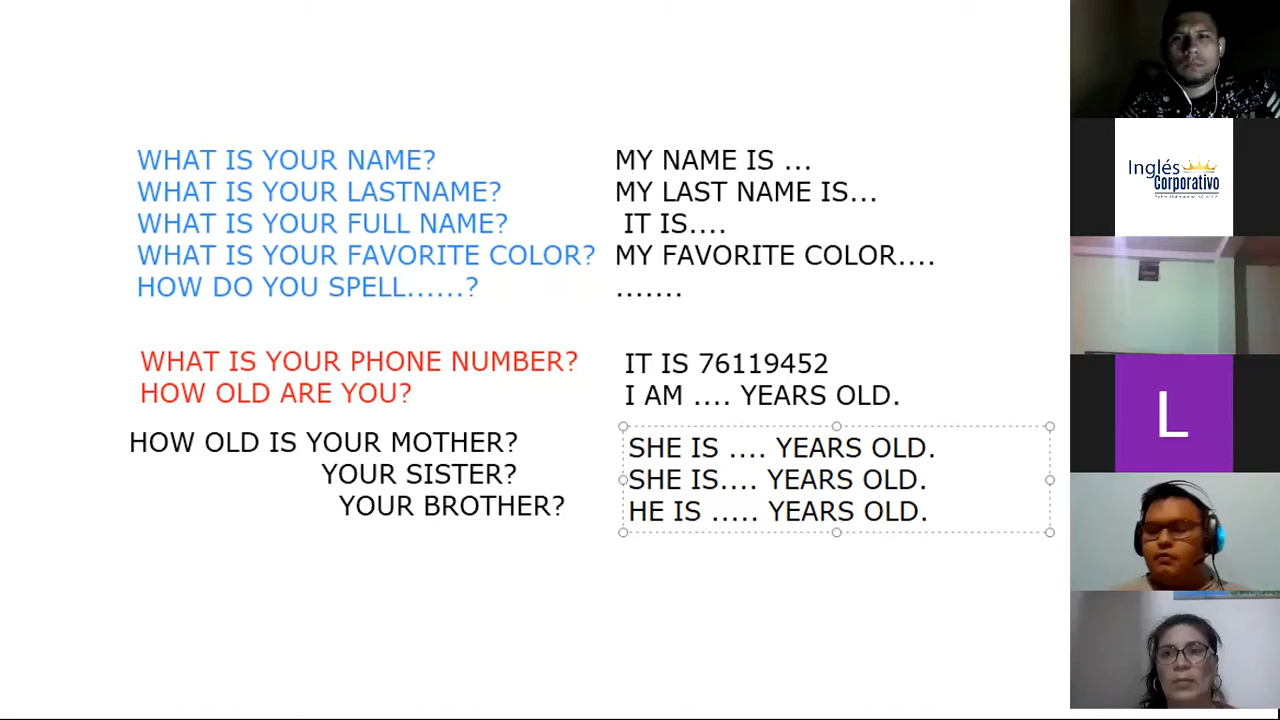 WHAT IS YOUR NAME? MY NAME IS ...
WHAT IS YOUR LASTNAME? MY LAST NAME IS...
WHAT IS YOUR FULL NAME? IT IS....
WHAT IS YOUR FAVORITE COLOR? MY FAVORITE COLOR....
HOW DO YOU SPELL......? .......
WHAT IS YOUR PHONE NUMBER? IT IS 76119452
HOW OLD ARE YOU? I AM .... YEARS OLD.
HOW OLD IS YOUR MOTHER? SHE IS .... YEARS OLD.
YOUR SISTER? SHE IS.... YEARS OLD.
YOUR BROTHER? HE IS ..... YEARS OLD.
Inglés
Corporativo
L